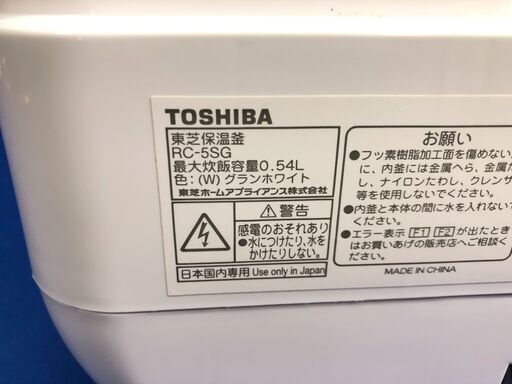 TOSHIBA
東芝保温釜
RC-5SG
最大炊飯容量0.54L
色：(W) グランホワイト
東芝ホームアプライアンス株式会社
⚠警告
感電のおそれあり
●水につけたり、水を
かけたりしない。
日本国内専用 Use only in Japan
お願い
●フッ素樹脂加工面を傷めない
に、内釜には金属へら、金属た
し、ナイロンたわし、クレンザ
等を使用しないでください。
●内釜と本体の間に水を入れない
ください。
●エラー表示 F1 F2 が出たとき
はお買いあげの販売店へご相談く
ださい。
MADE IN CHINA